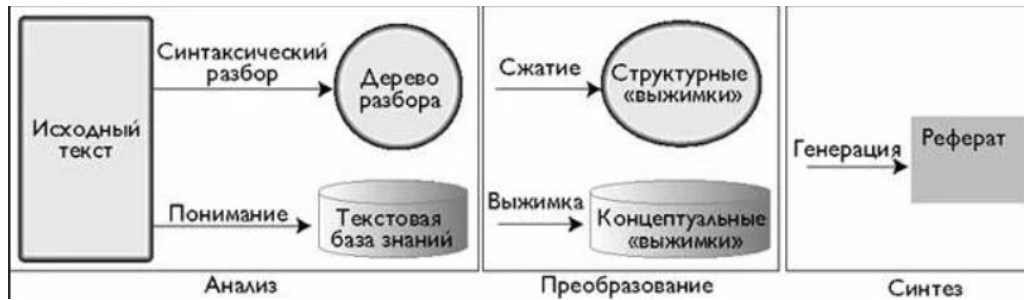 Исходный
текст
Синтаксический
разбор
Дерево
разбора
Понимание
Текстовая
база знаний
Анализ
Сжатие
Структурные
«выжимки»
Выжимка
Концептуальные
«выжимки»
Преобразование
Генерация
Реферат
Синтез